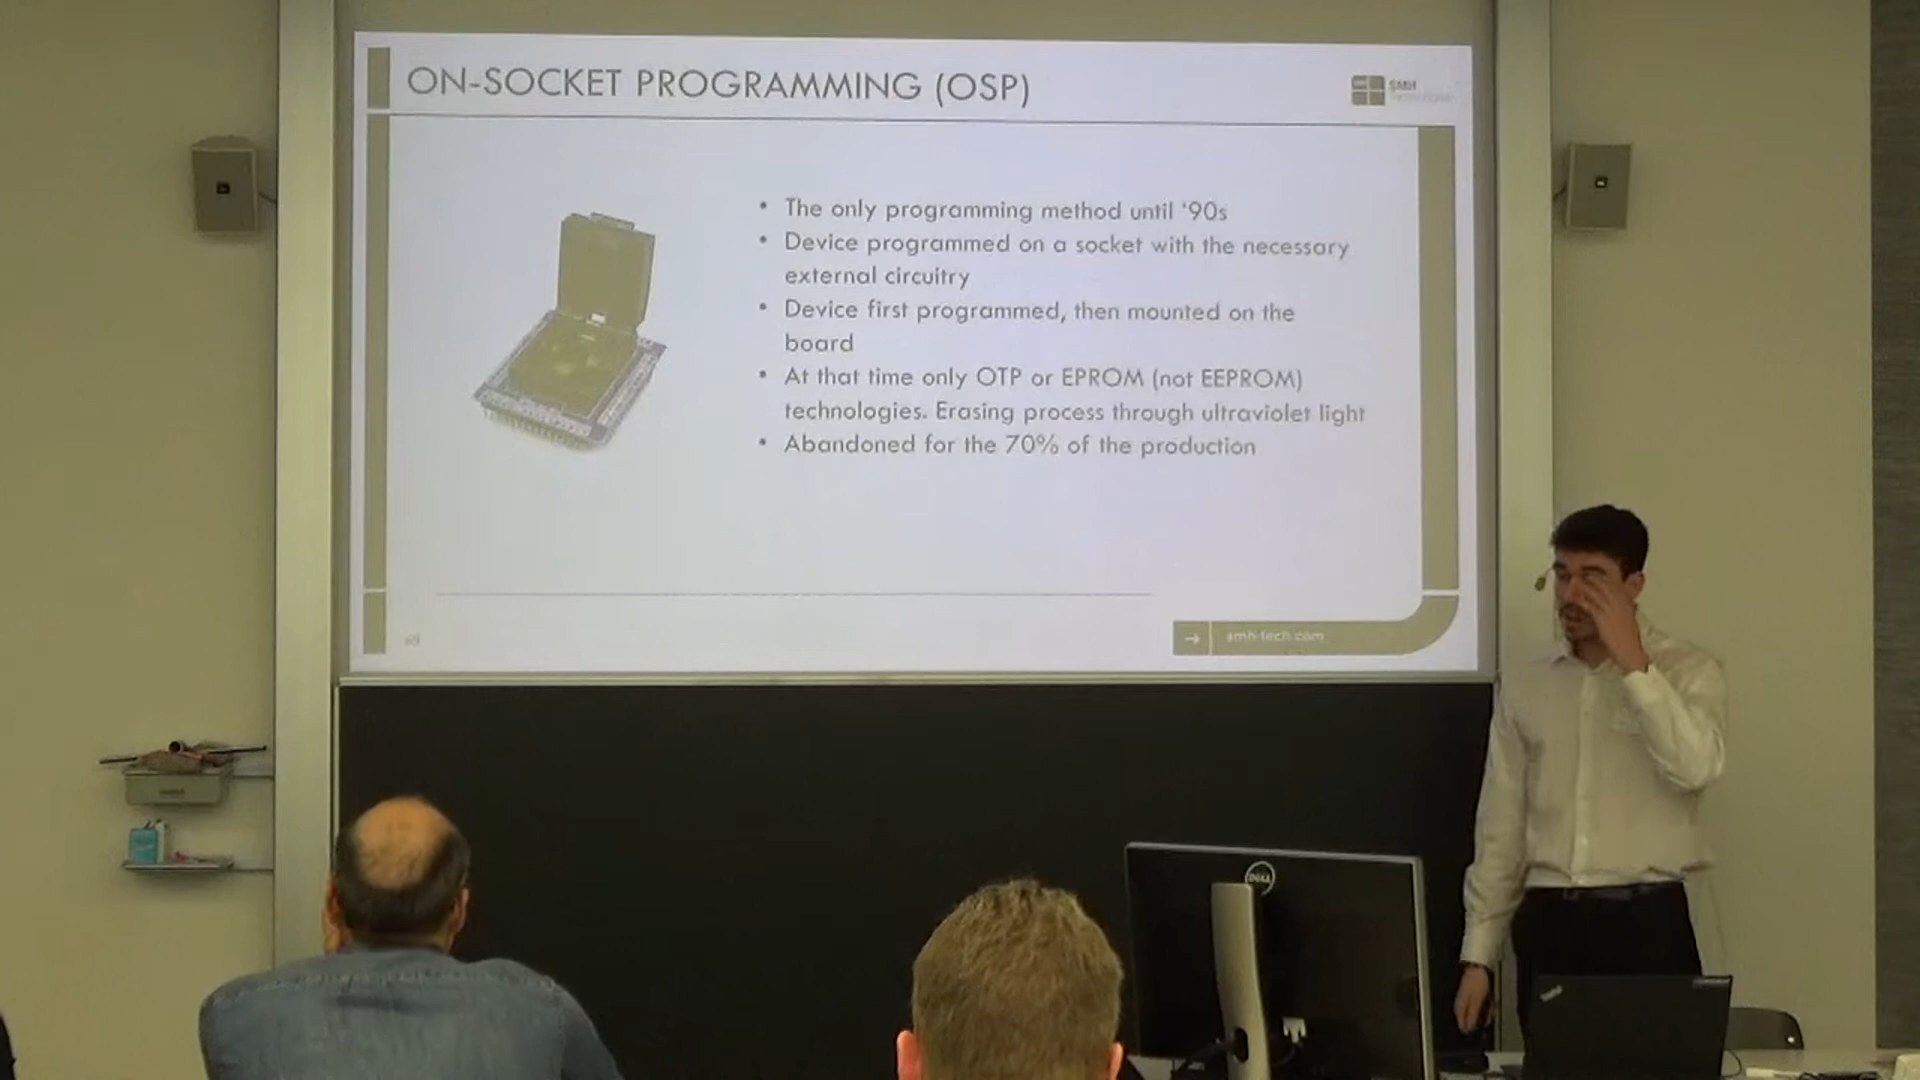 ON-SOCKET PROGRAMMING (OSP)
SMH
• The only programming method until ‘90s
• Device programmed on a socket with the necessary
external circuitry
• Device first programmed, then mounted on the
board
• At that time only OTP or EPROM (not EEPROM)
technologies. Erasing process through ultraviolet light
• Abandoned for the 70% of the production
→ smh-tech.com
DELL
ThinkPad